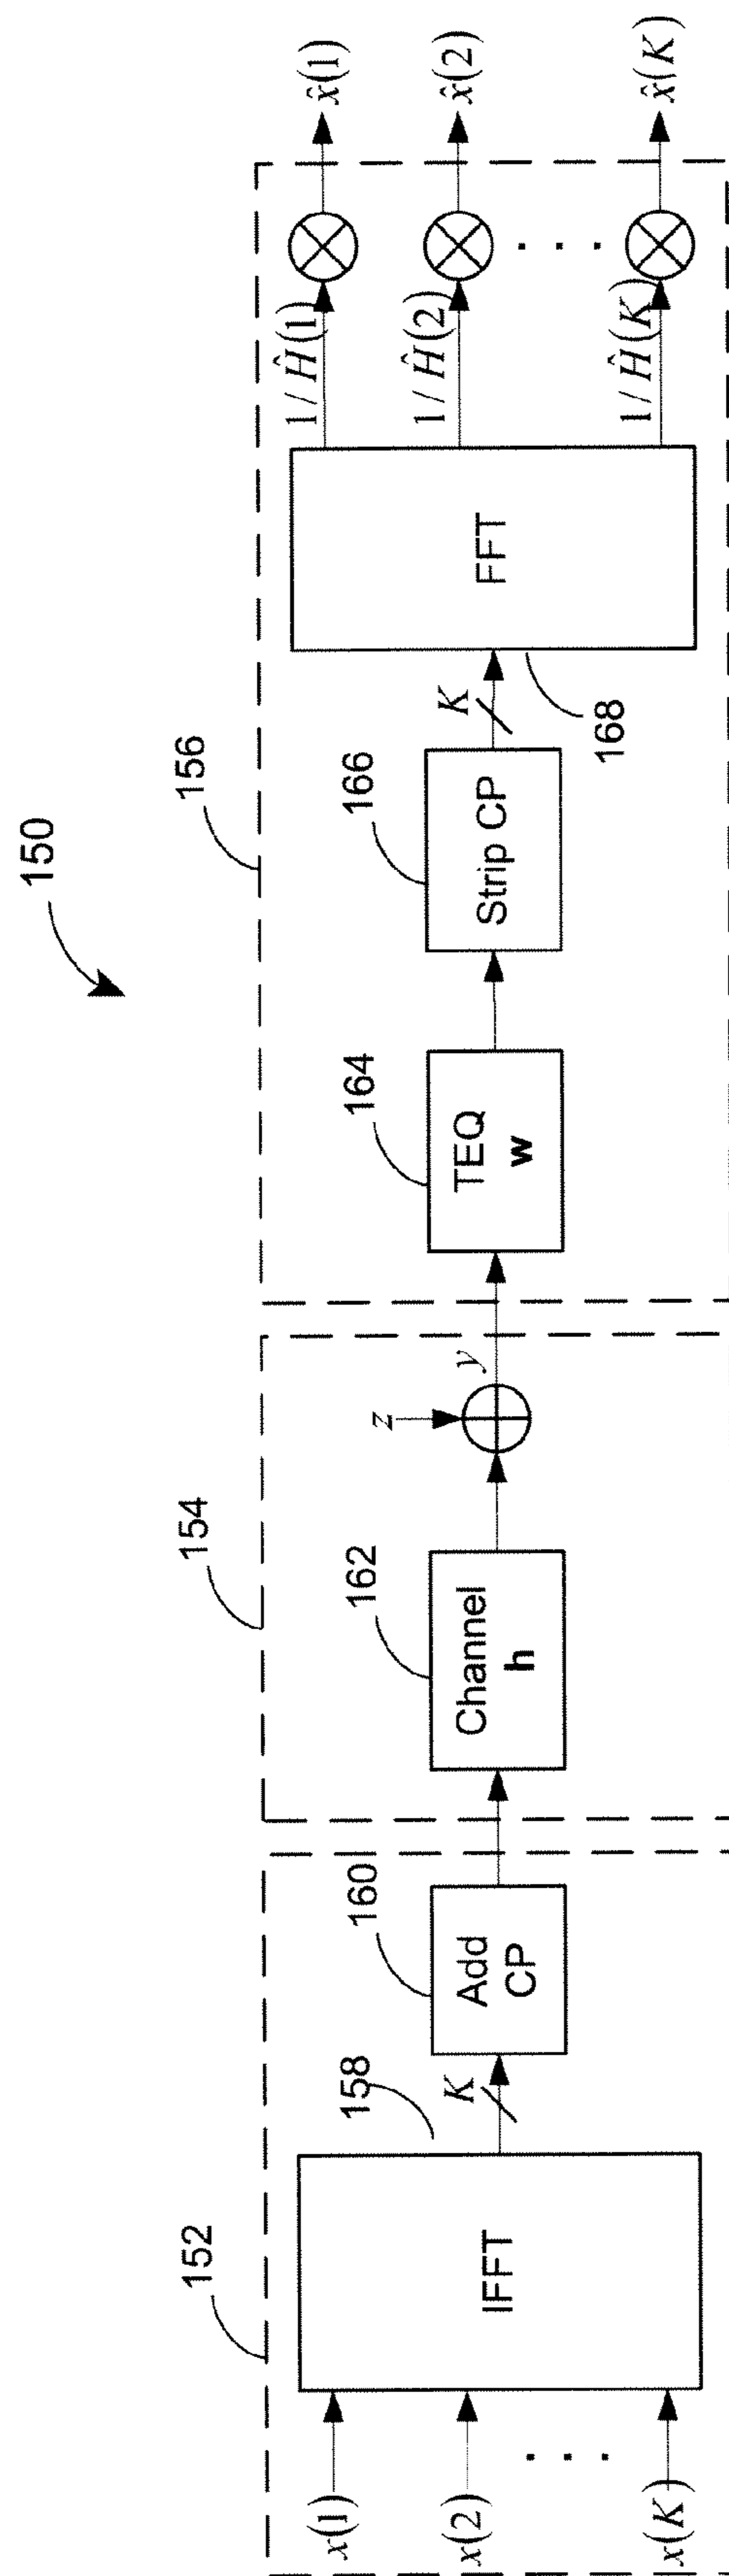 150
152
154
156
x(1)
x(2)
. . .
x(K)
IFFT
158
K
160
Add
CP
162
Channel
h
z
y
164
TEQ
w
166
Strip CP
K
168
FFT
1/Ĥ(1)
1/Ĥ(2)
1/Ĥ(K)
. . .
x̂(1)
x̂(2)
x̂(K)